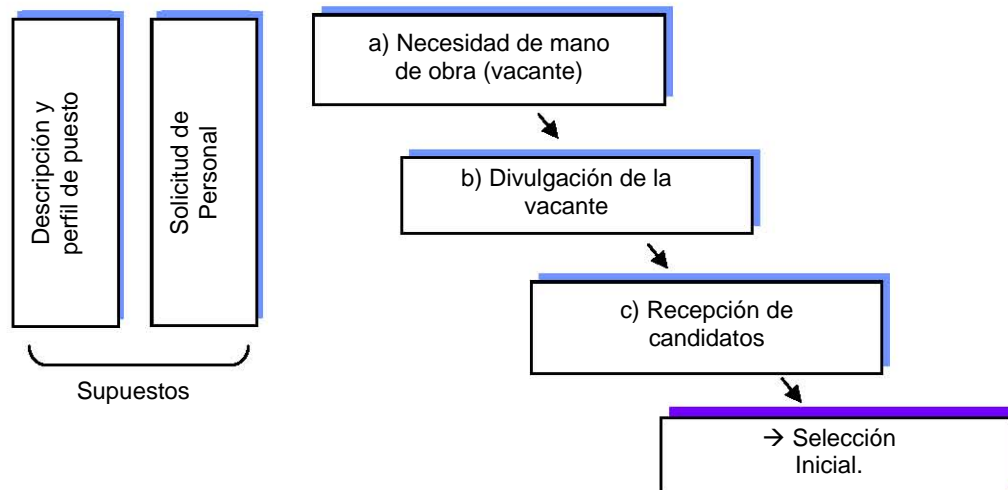 Descripción y
perfil de puesto
Solicitud de
Personal
Supuestos
a) Necesidad de mano
de obra (vacante)
b) Divulgación de la
vacante
c) Recepción de
candidatos
→ Selección
Inicial.